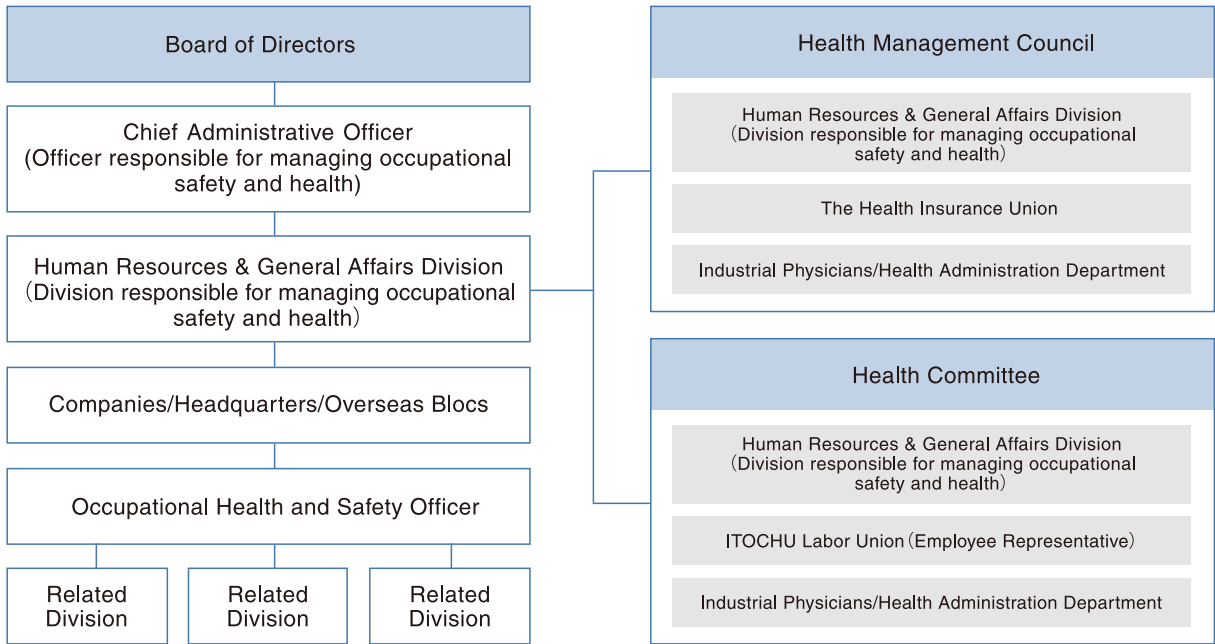 Board of Directors
Chief Administrative Officer
(Officer responsible for managing occupational
safety and health)
Human Resources & General Affairs Division
（Division responsible for managing occupational
safety and health）
Companies/Headquarters/Overseas Blocs
Occupational Health and Safety Officer
Related
Division
Related
Division
Related
Division
Health Management Council
Human Resources & General Affairs Division
（Division responsible for managing occupational
safety and health）
The Health Insurance Union
Industrial Physicians/Health Administration Department
Health Committee
Human Resources & General Affairs Division
（Division responsible for managing occupational
safety and health）
ITOCHU Labor Union（Employee Representative）
Industrial Physicians/Health Administration Department